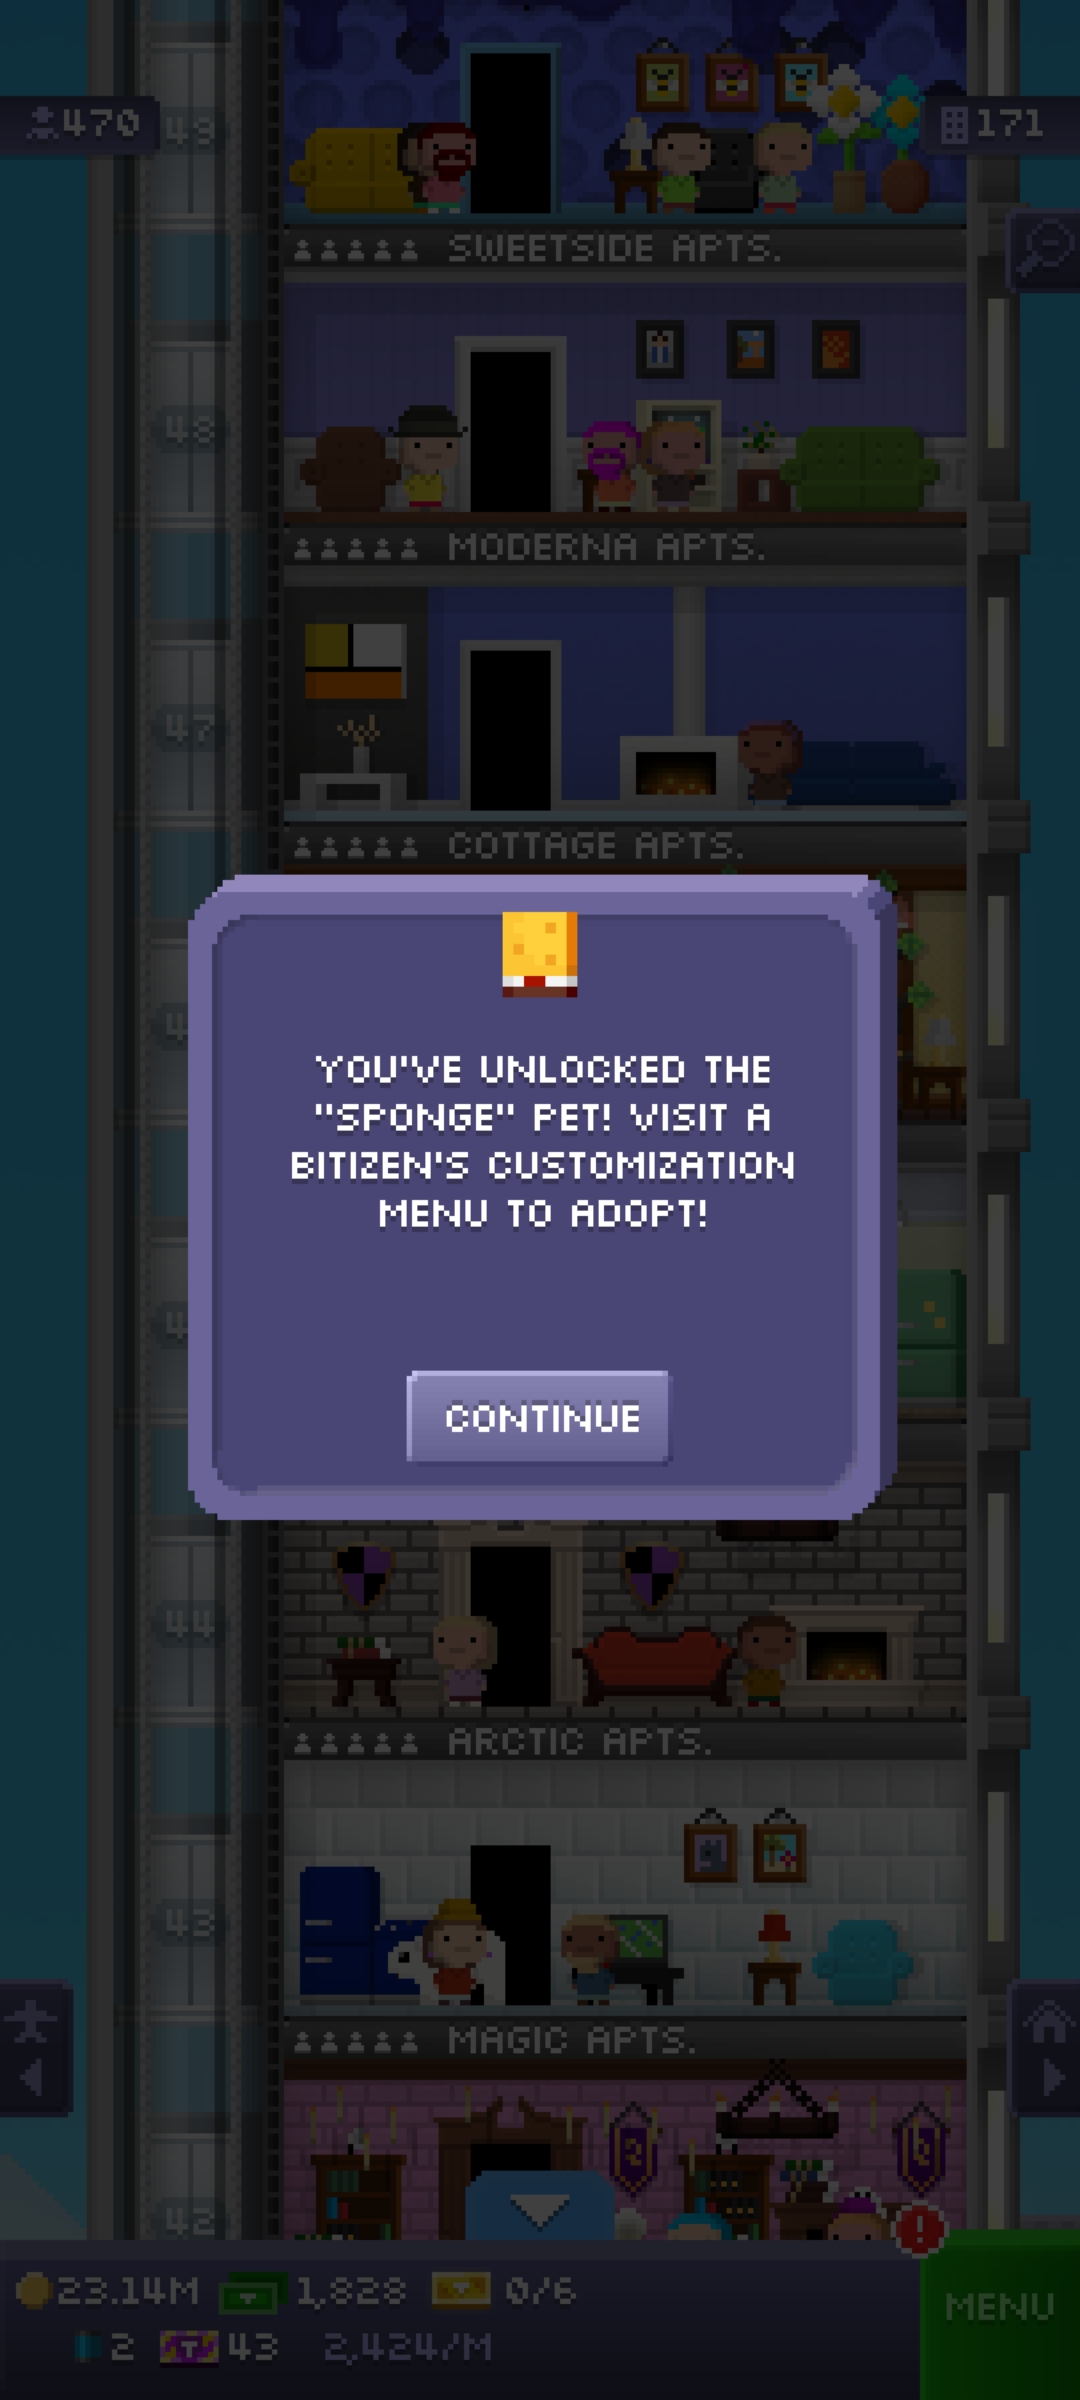 470
171
49
SWEETSIDE APTS.
48
MODERNA APTS.
47
COTTAGE APTS.
YOU'VE UNLOCKED THE
"SPONGE" PET! VISIT A
BITIZEN'S CUSTOMIZATION
MENU TO ADOPT!
CONTINUE
44
ARCTIC APTS.
43
MAGIC APTS.
42
23.14M 1,828 0/6
2 43 2,424/M
MENU